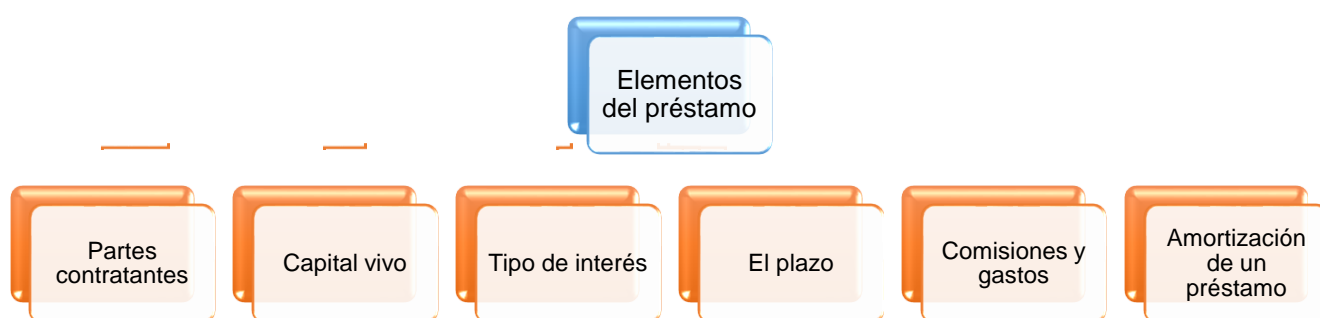 Elementos
del préstamo
Partes
contratantes
Capital vivo
Tipo de interés
El plazo
Comisiones y
gastos
Amortización
de un
préstamo